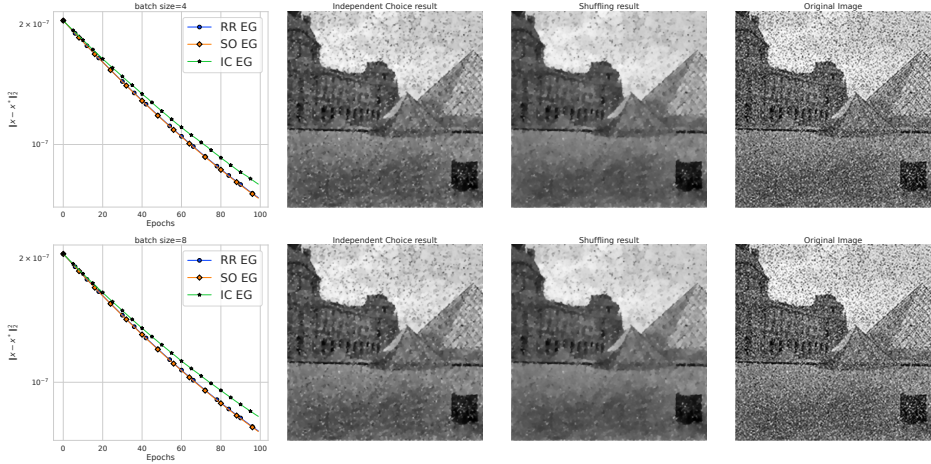 batch size=4
Independent Choice result
Shuffling result
Original Image
2 × 10⁻⁷
10⁻⁷
‖x − x*‖₂²
RR EG
SO EG
IC EG
0 20 40 60 80 100
Epochs
batch size=8
Independent Choice result
Shuffling result
Original Image
2 × 10⁻⁷
10⁻⁷
‖x − x*‖₂²
RR EG
SO EG
IC EG
0 20 40 60 80 100
Epochs